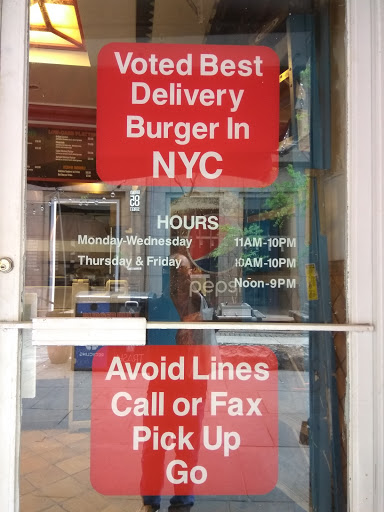 Voted Best
Delivery
Burger In
NYC
HOURS
Monday-Wednesday 11AM-10PM
Thursday & Friday 10AM-10PM
Noon-9PM
peps
Avoid Lines
Call or Fax
Pick Up
Go